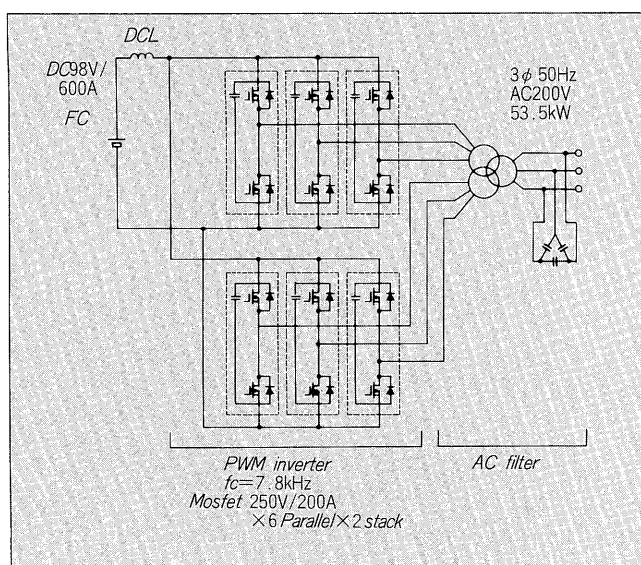 DCL
DC98V/
600A
FC
3φ 50Hz
AC200V
53.5kW
PWM inverter
fc=7.8kHz
Mosfet 250V/200A
×6 Parallel×2 stack
AC filter